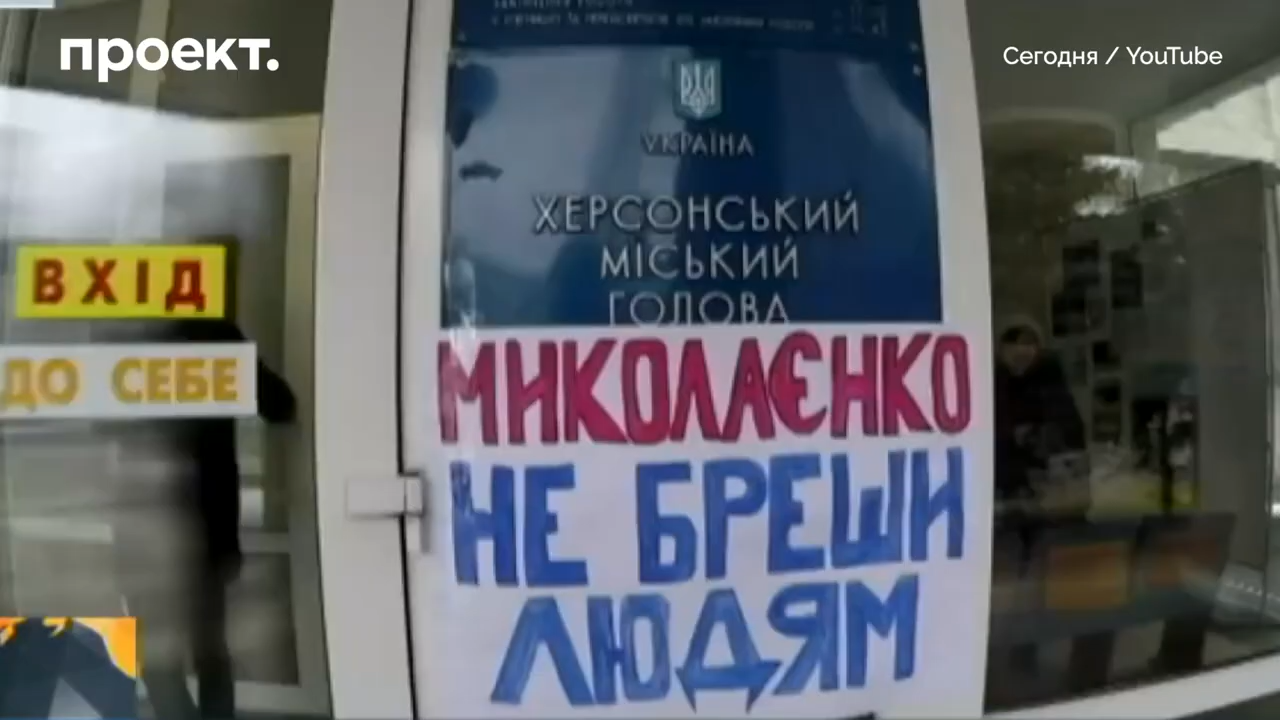 проект.
Сегодня / YouTube
УКРАЇНА
ХЕРСОНСЬКИЙ
МІСЬКИЙ
ГОЛОВА
ВХІД
ДО СЕБЕ
МИКОЛАЄНКО
НЕ БРЕШИ
ЛЮДЯМ